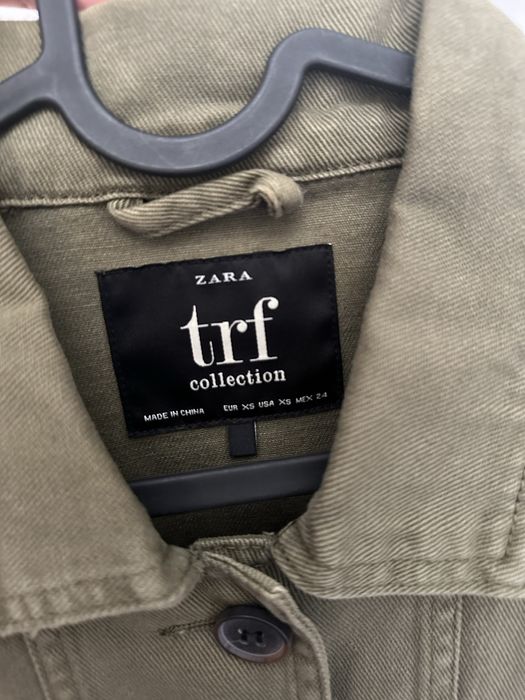 ZARA
trf
collection
MADE IN CHINA EUR XS USA XS MEX 24